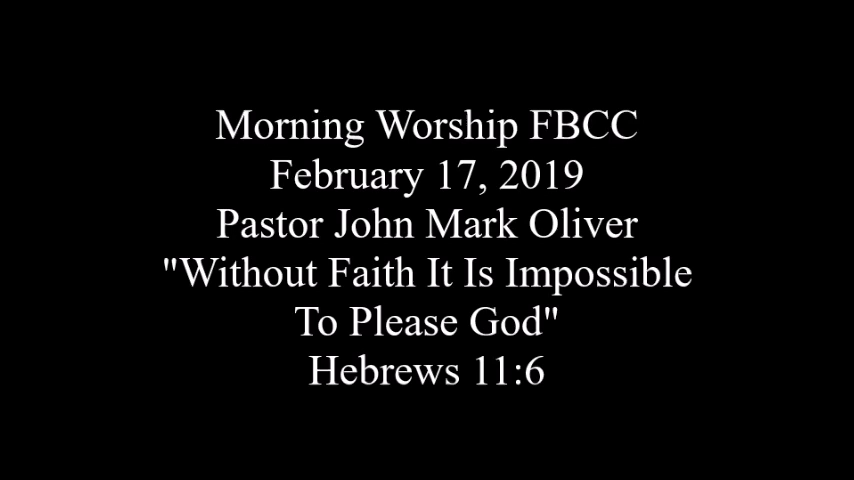 Morning Worship FBCC
February 17, 2019
Pastor John Mark Oliver
"Without Faith It Is Impossible
To Please God"
Hebrews 11:6